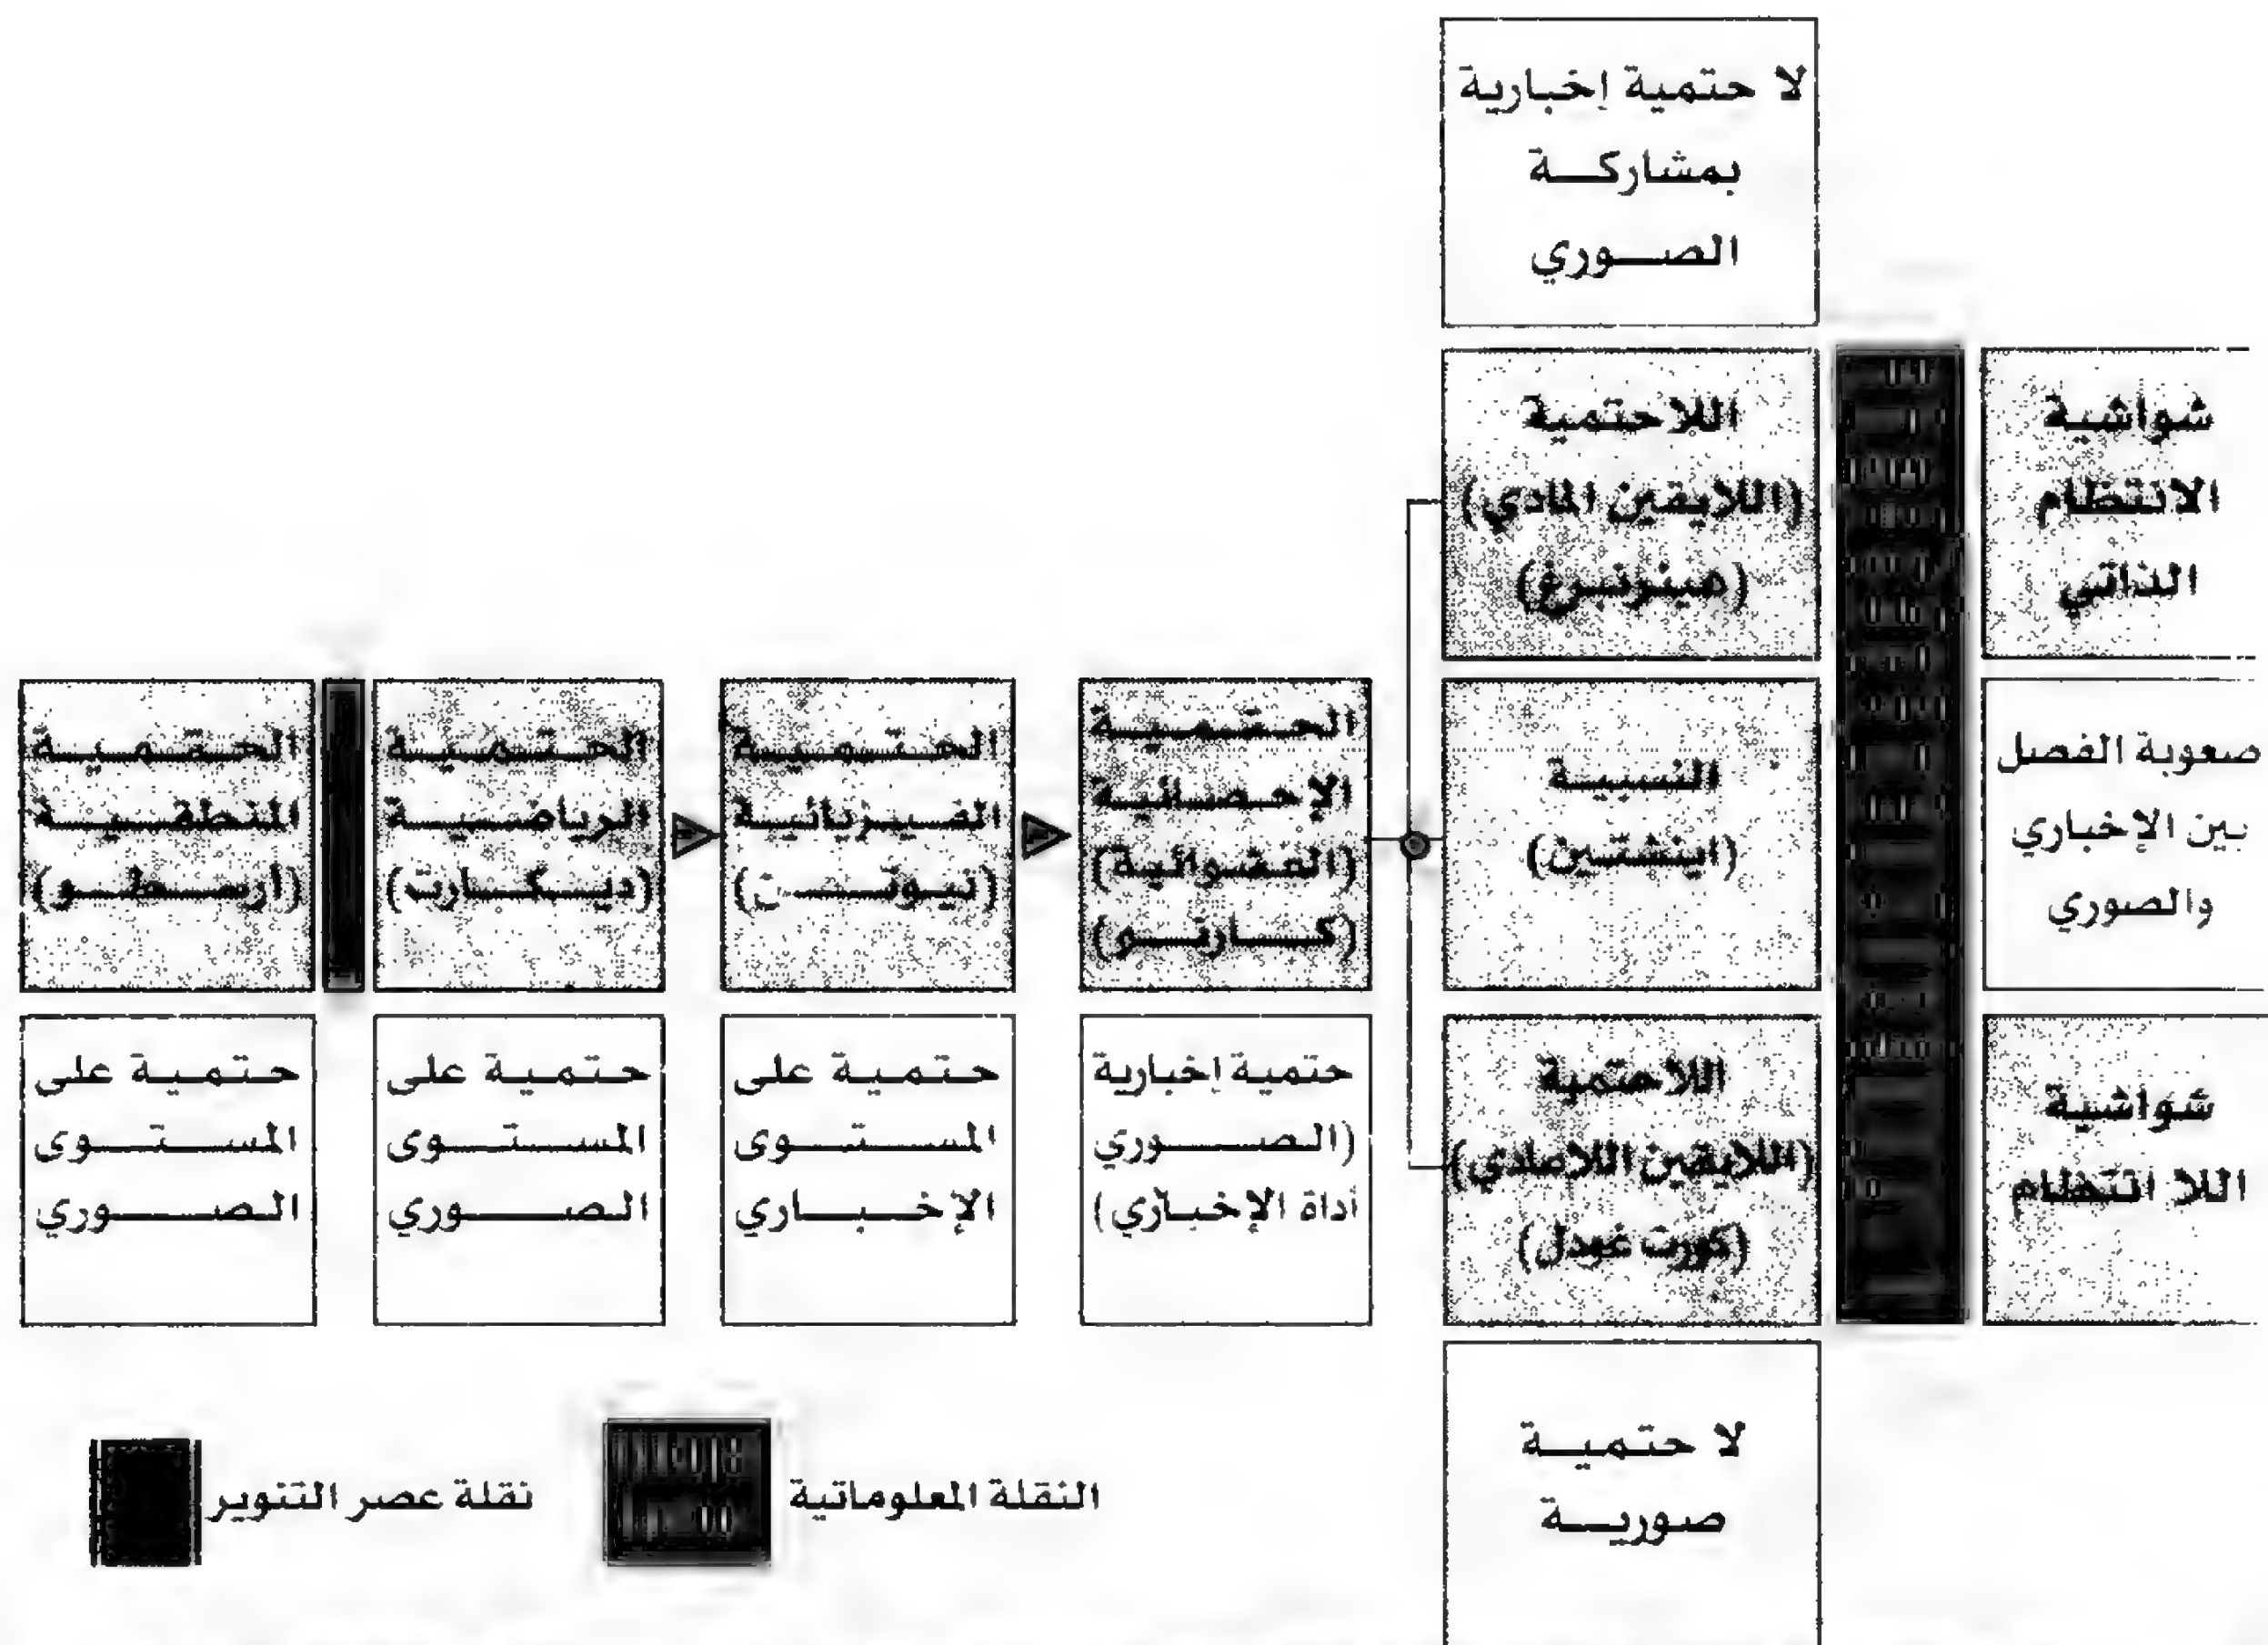 لا حتمية إخبارية
بمشاركة
الصوري
اللاحتمية
(اللايقين المادي)
(هينزنبرغ)
شواشية
الانتظام
الذاتي
الحتمية
المنطقية
(أرسطو)
الحتمية
الرياضية
(ديكارت)
الحتمية
الفيزيائية
(نيوتن)
الحتمية
الإحصائية
(العشوائية)
(كارنو)
النسبية
(اينشتين)
صعوبة الفصل
بين الإخباري
والصوري
حتمية على
المستوى
الصوري
حتمية على
المستوى
الصوري
حتمية على
المستوى
الإخباري
حتمية إخبارية
(الصوري
أداة الإخباري)
اللاحتمية
(اللايقين اللامادي)
(كورت غودل)
شواشية
اللا انتظام
لا حتمية
صورية
نقلة عصر التنوير
النقلة المعلوماتية